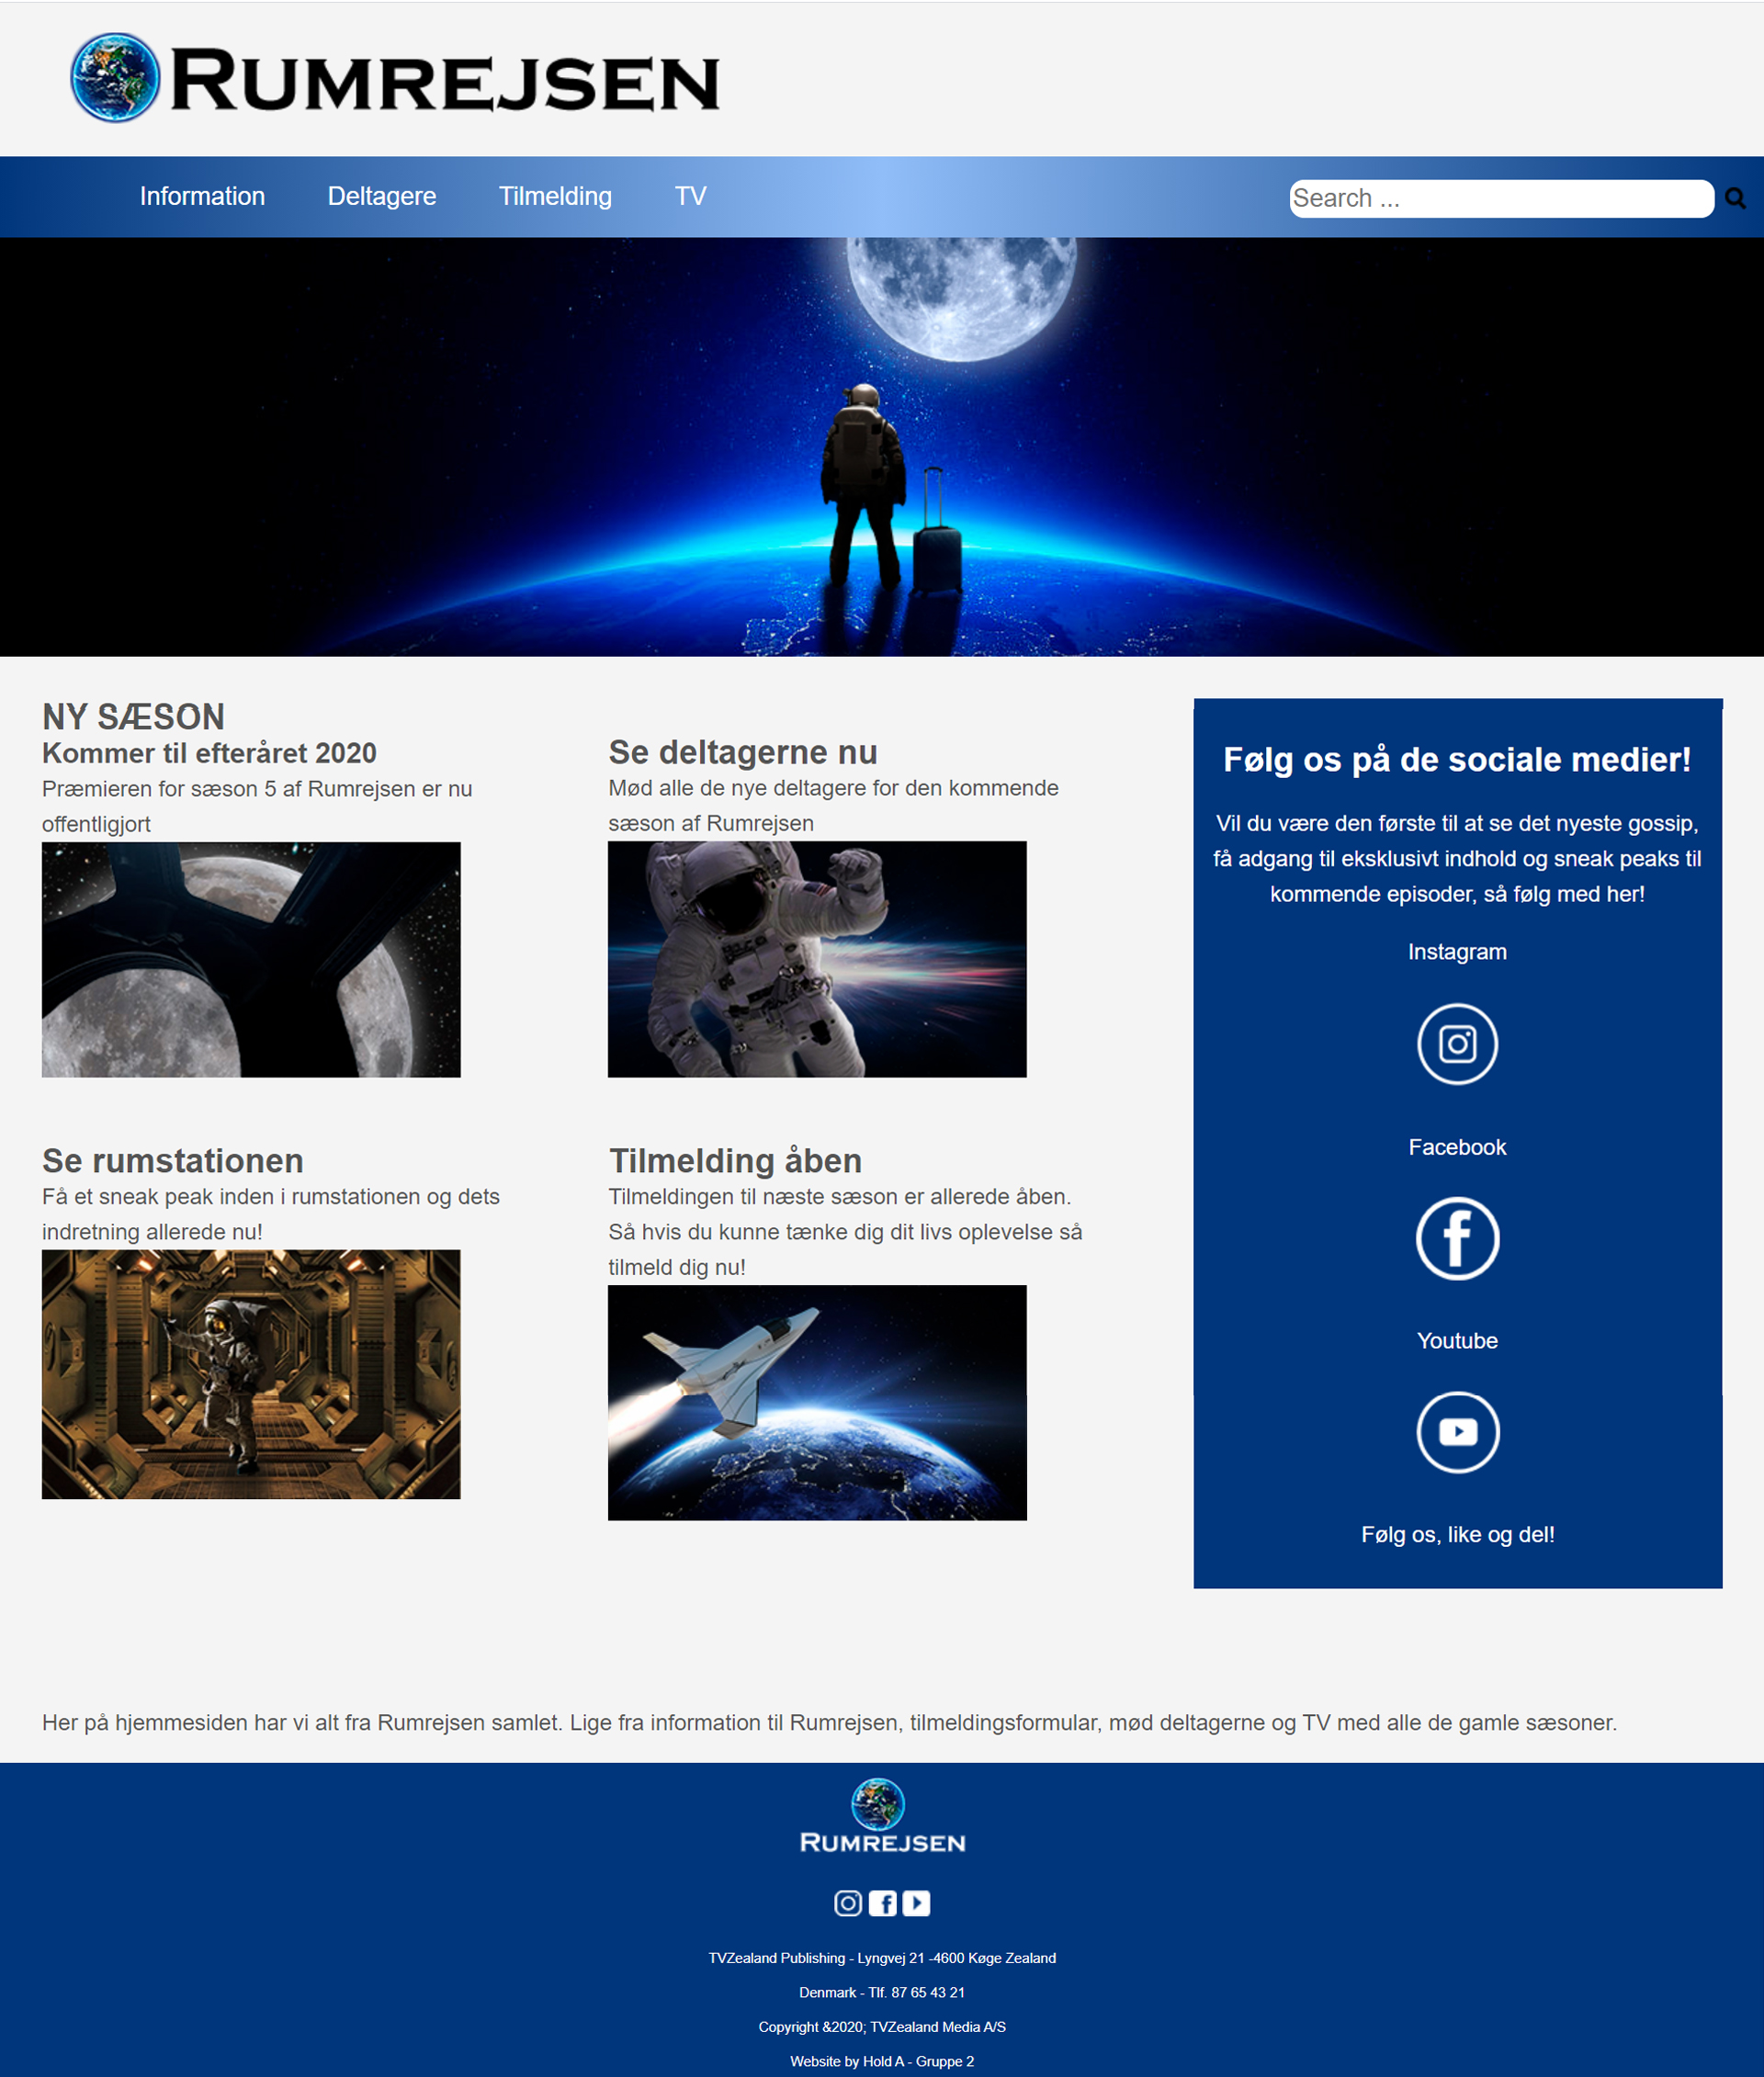 RUMREJSEN
Information Deltagere Tilmelding TV Search ...
NY SÆSON
Kommer til efteråret 2020
Præmieren for sæson 5 af Rumrejsen er nu
offentligjort
Se deltagerne nu
Mød alle de nye deltagere for den kommende
sæson af Rumrejsen
Se rumstationen
Få et sneak peak inden i rumstationen og dets
indretning allerede nu!
Tilmelding åben
Tilmeldingen til næste sæson er allerede åben.
Så hvis du kunne tænke dig dit livs oplevelse så
tilmeld dig nu!
Følg os på de sociale medier!
Vil du være den første til at se det nyeste gossip,
få adgang til eksklusivt indhold og sneak peaks til
kommende episoder, så følg med her!
Instagram
Facebook
Youtube
Følg os, like og del!
Her på hjemmesiden har vi alt fra Rumrejsen samlet. Lige fra information til Rumrejsen, tilmeldingsformular, mød deltagerne og TV med alle de gamle sæsoner.
RUMREJSEN
TVZealand Publishing - Lyngvej 21 -4600 Køge Zealand
Denmark - Tlf. 87 65 43 21
Copyright &2020; TVZealand Media A/S
Website by Hold A - Gruppe 2